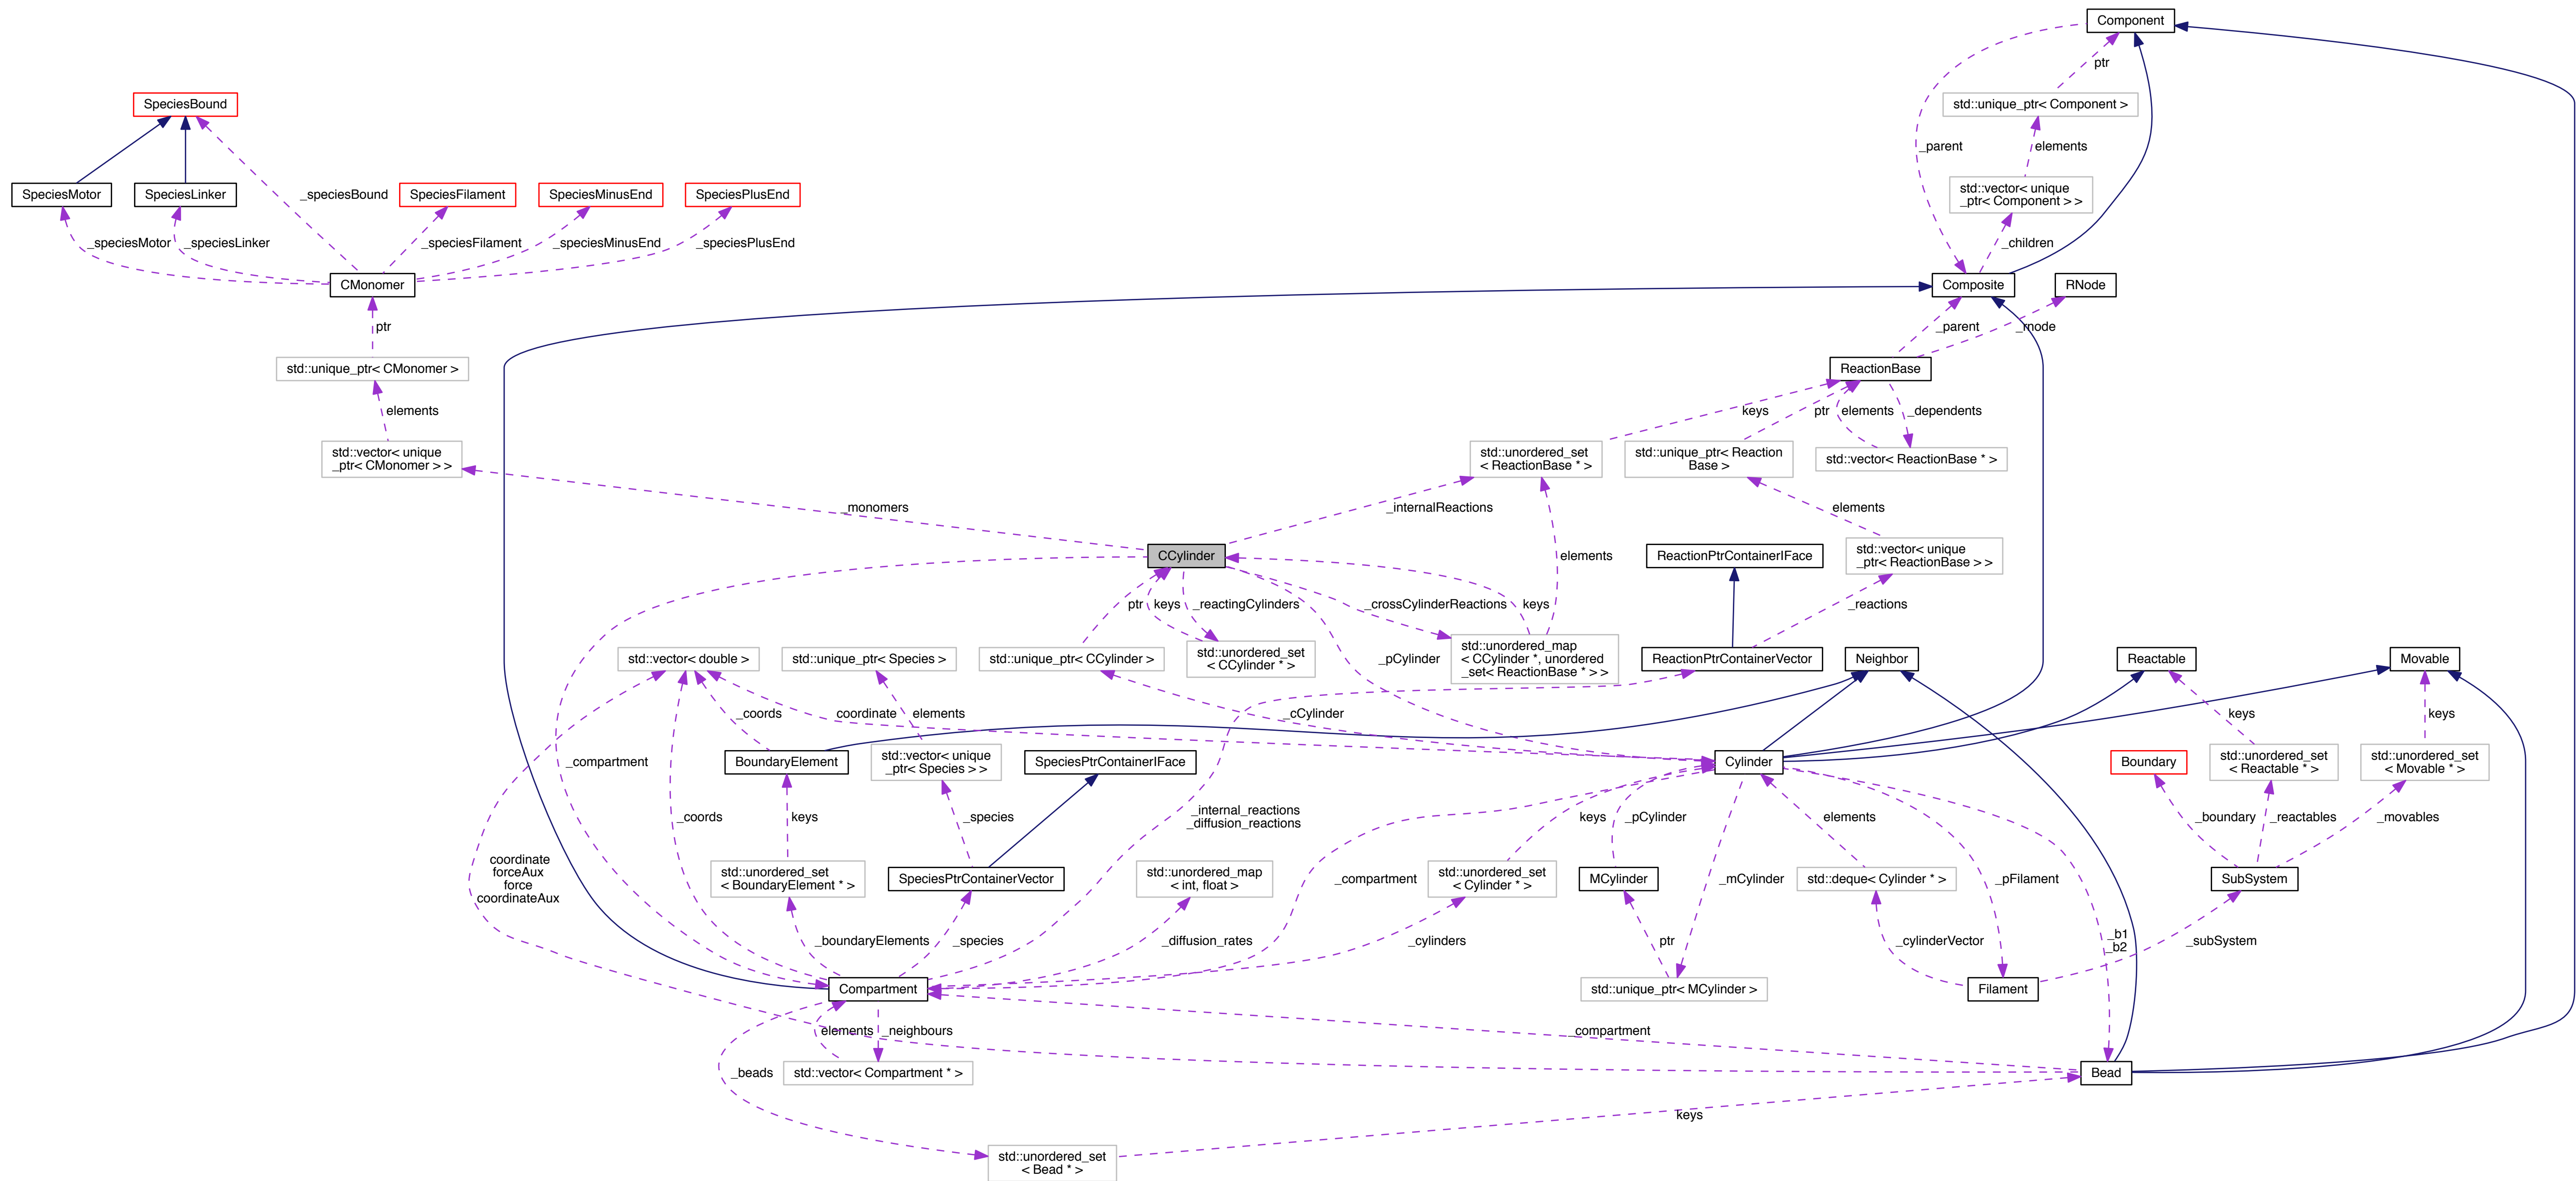 Component
ptr
SpeciesBound
std::unique_ptr< Component >
_parent
elements
SpeciesMotor
SpeciesLinker
_speciesBound
SpeciesFilament
SpeciesMinusEnd
SpeciesPlusEnd
std::vector< unique
_ptr< Component > >
_speciesMotor
_speciesLinker
_speciesFilament
_speciesMinusEnd
_speciesPlusEnd
_children
CMonomer
Composite
RNode
ptr
_parent
_rnode
std::unique_ptr< CMonomer >
ReactionBase
elements
keys
ptr
elements
_dependents
std::vector< unique
_ptr< CMonomer > >
std::unordered_set
< ReactionBase * >
std::unique_ptr< Reaction
Base >
std::vector< ReactionBase * >
_monomers
_internalReactions
elements
CCylinder
elements
ReactionPtrContainerIFace
std::vector< unique
_ptr< ReactionBase > >
ptr
keys
_reactingCylinders
_crossCylinderReactions
keys
_reactions
std::vector< double >
std::unique_ptr< Species >
std::unique_ptr< CCylinder >
std::unordered_set
< CCylinder * >
_pCylinder
std::unordered_map
< CCylinder *, unordered
_set< ReactionBase * > >
ReactionPtrContainerVector
Neighbor
Reactable
Movable
_coords
coordinate
elements
_cCylinder
keys
keys
_compartment
BoundaryElement
std::vector< unique
_ptr< Species > >
SpeciesPtrContainerIFace
Cylinder
Boundary
std::unordered_set
< Reactable * >
std::unordered_set
< Movable * >
_coords
keys
_species
_internal_reactions
_diffusion_reactions
keys
_pCylinder
elements
_boundary
_reactables
_movables
coordinate
forceAux
force
coordinateAux
std::unordered_set
< BoundaryElement * >
SpeciesPtrContainerVector
std::unordered_map
< int, float >
_compartment
std::unordered_set
< Cylinder * >
MCylinder
_mCylinder
std::deque< Cylinder * >
_pFilament
SubSystem
_boundaryElements
_species
_diffusion_rates
_cylinders
ptr
_cylinderVector
_b1
_b2
_subSystem
Compartment
std::unique_ptr< MCylinder >
Filament
elements
_neighbours
_compartment
_beads
std::vector< Compartment * >
Bead
keys
std::unordered_set
< Bead * >